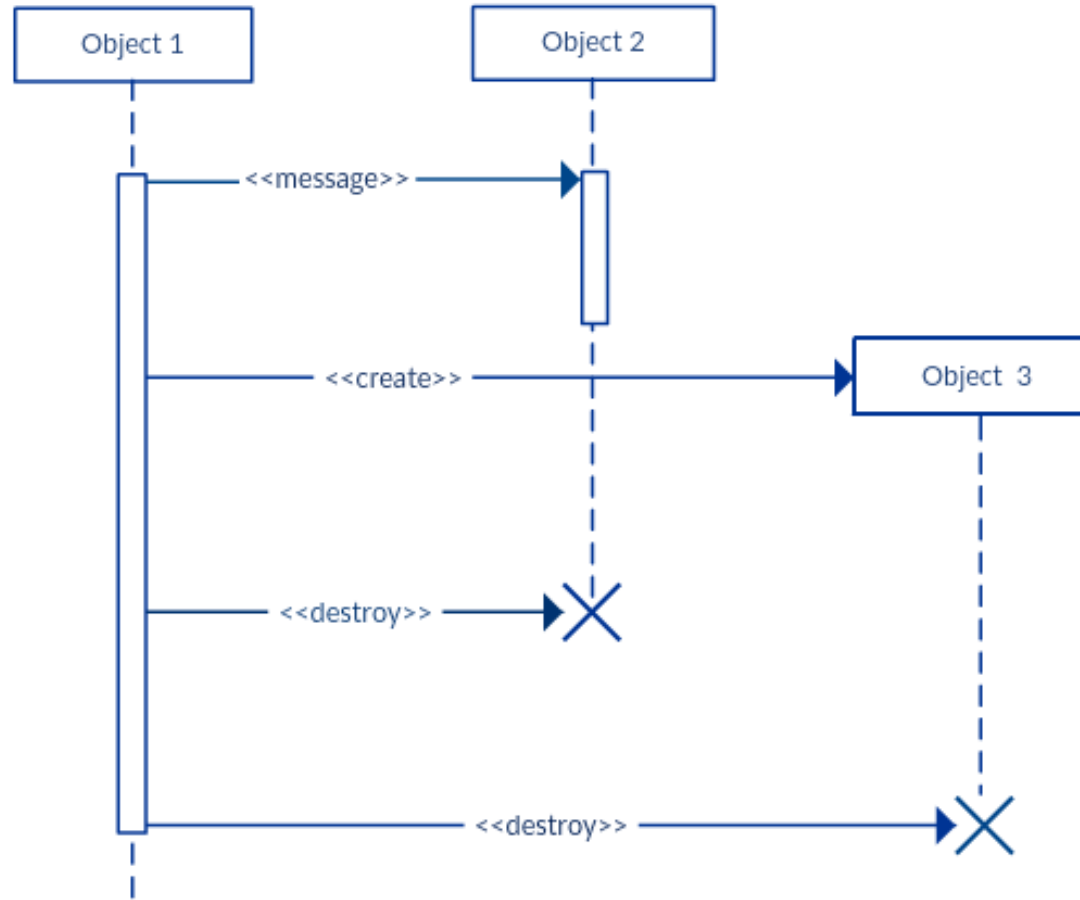 Object 1
Object 2
<<message>>
<<create>>
Object 3
<<destroy>>
<<destroy>>